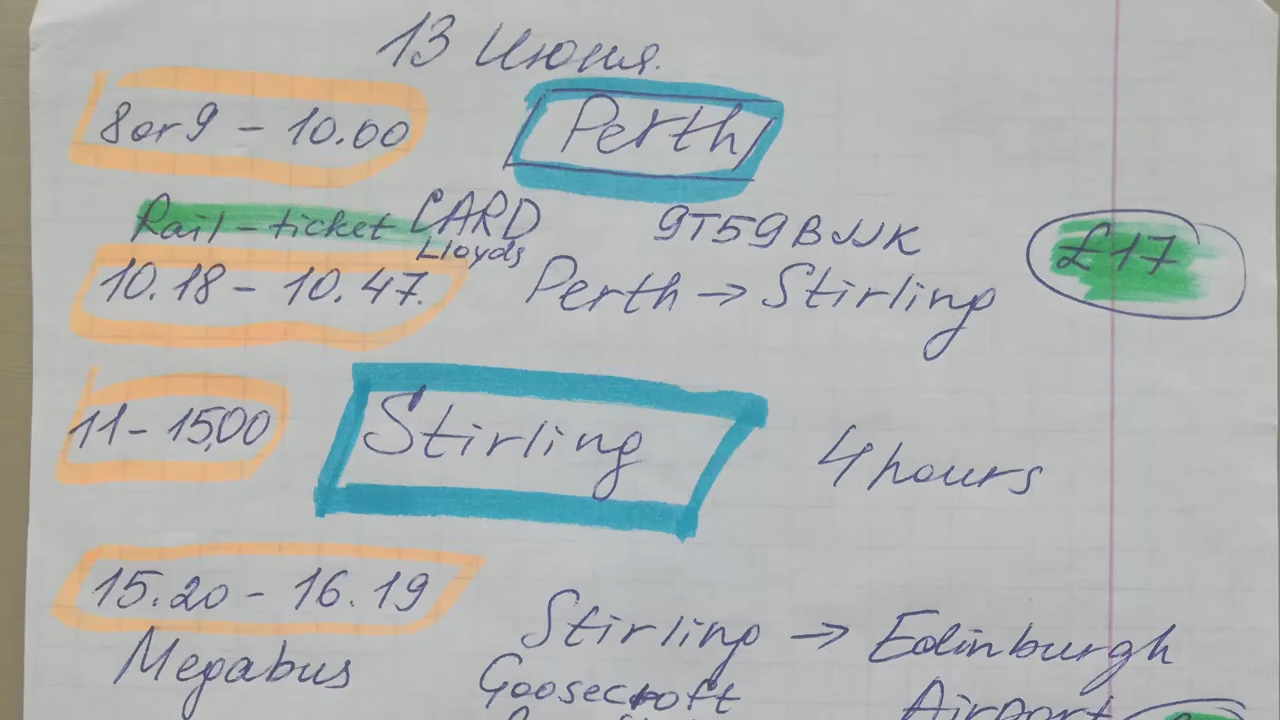 13 Июня.
8 or 9 - 10.00 Perth
Rail-ticket CARD 9T59BJJK £17
Lloyds
10.18 - 10.47. Perth → Stirling
11 - 15,00 Stirling 4 hours
15.20 - 16.19 Stirling → Edinburgh
Megabus Goosecroft Airport